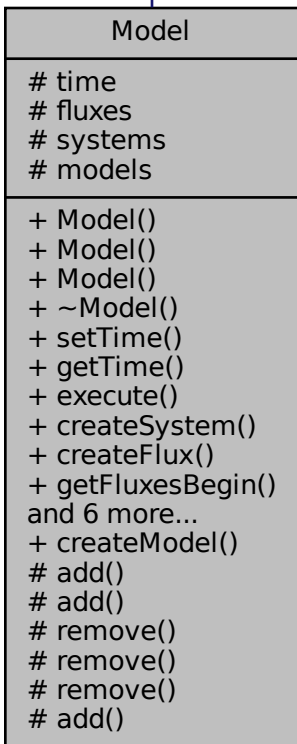 Model
# time
# fluxes
# systems
# models
+ Model()
+ Model()
+ Model()
+ ~Model()
+ setTime()
+ getTime()
+ execute()
+ createSystem()
+ createFlux()
+ getFluxesBegin()
and 6 more...
+ createModel()
# add()
# add()
# remove()
# remove()
# remove()
# add()